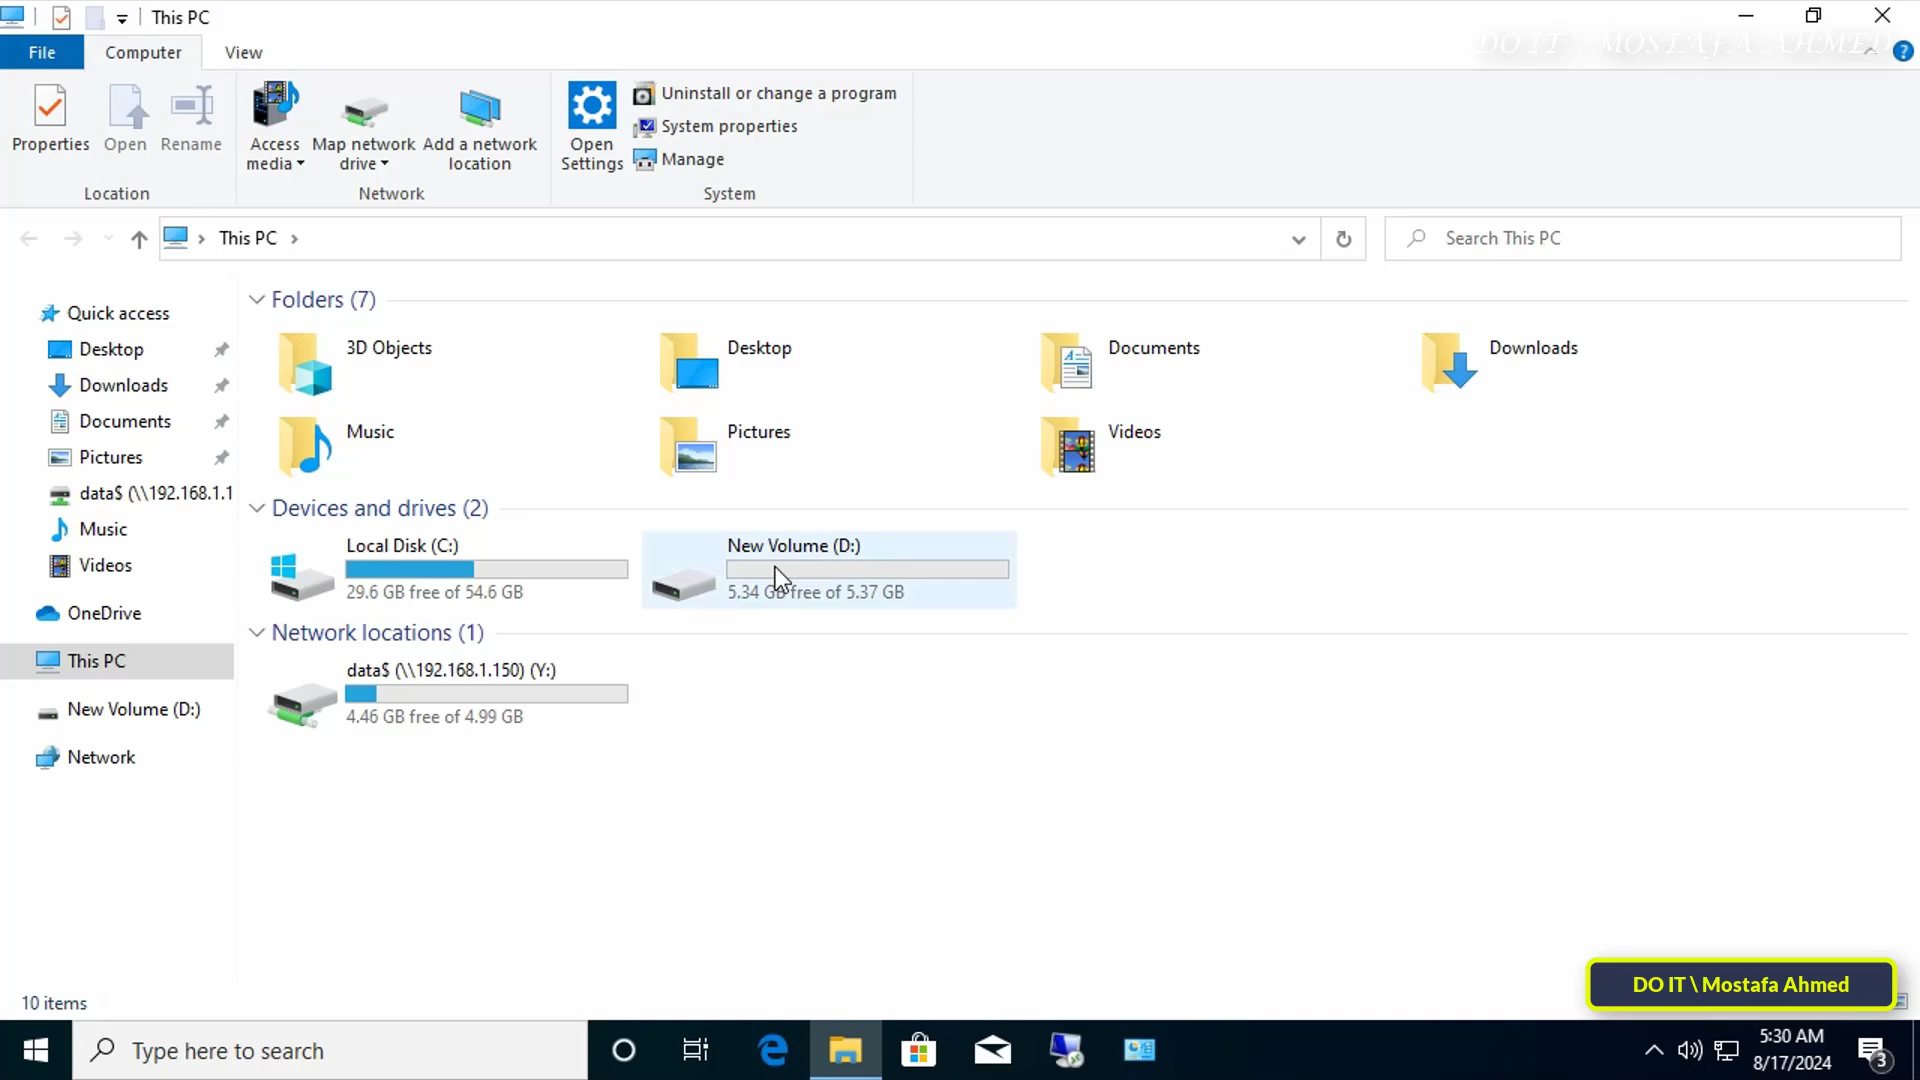 This PC
File
Computer
View
DO IT \ MOSTAFA AHMED
Properties
Open
Rename
Access media
Map network drive
Add a network location
Open Settings
Uninstall or change a program
System properties
Manage
Location
Network
System
This PC
Search This PC
Quick access
Desktop
Downloads
Documents
Pictures
data$ (\\192.168.1.1
Music
Videos
OneDrive
This PC
New Volume (D:)
Network
Folders (7)
3D Objects
Desktop
Documents
Downloads
Music
Pictures
Videos
Devices and drives (2)
Local Disk (C:)
29.6 GB free of 54.6 GB
New Volume (D:)
5.34 GB free of 5.37 GB
Network locations (1)
data$ (\\192.168.1.150) (Y:)
4.46 GB free of 4.99 GB
10 items
DO IT \ Mostafa Ahmed
Type here to search
5:30 AM
8/17/2024
3